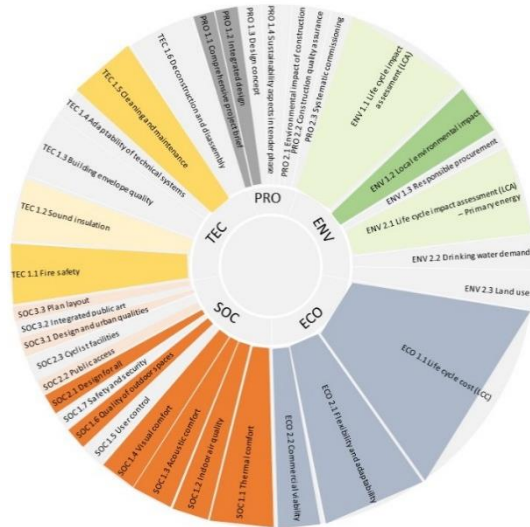 PRO 1.1 Comprehensive project brief
PRO 1.2 Integrated design
PRO 1.3 Design concept
PRO 1.4 Sustainability aspects in tender phase
PRO 2.1 Environmental impact of construction
PRO 2.2 Construction quality assurance
PRO 2.3 Systematic commissioning
ENV 1.1 Life cycle impact
assessment (LCA)
ENV 1.2 Local environmental impact
ENV 1.3 Responsible procurement
ENV 2.1 Life cycle impact assessment (LCA)
– Primary energy
ENV 2.2 Drinking water demand
ENV 2.3 Land use
ECO 1.1 Life cycle cost (LCC)
ECO 2.1 Flexibility and adaptability
ECO 2.2 Commercial viability
SOC 1.1 Thermal comfort
SOC 1.2 Indoor air quality
SOC 1.3 Acoustic comfort
SOC 1.4 Visual comfort
SOC 1.5 User control
SOC 1.6 Quality of outdoor spaces
SOC 1.7 Safety and security
SOC 2.1 Design for all
SOC 2.2 Public access
SOC 2.3 Cyclist facilities
SOC 3.1 Design and urban qualities
SOC 3.2 Integrated public art
SOC 3.3 Plan layout
TEC 1.1 Fire safety
TEC 1.2 Sound insulation
TEC 1.3 Building envelope quality
TEC 1.4 Adaptability of technical systems
TEC 1.5 Cleaning and maintenance
TEC 1.6 Deconstruction and disassembly
PRO
ENV
ECO
SOC
TEC